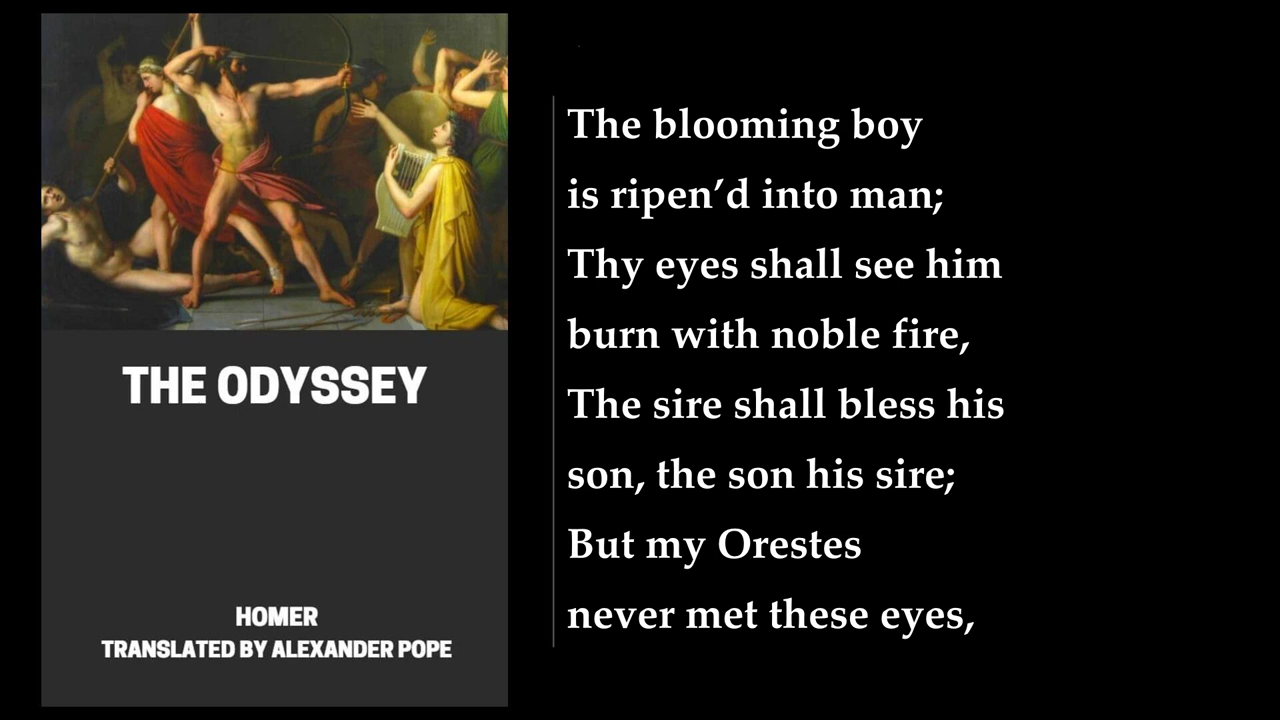 THE ODYSSEY
HOMER
TRANSLATED BY ALEXANDER POPE
The blooming boy
is ripen’d into man;
Thy eyes shall see him
burn with noble fire,
The sire shall bless his
son, the son his sire;
But my Orestes
never met these eyes,